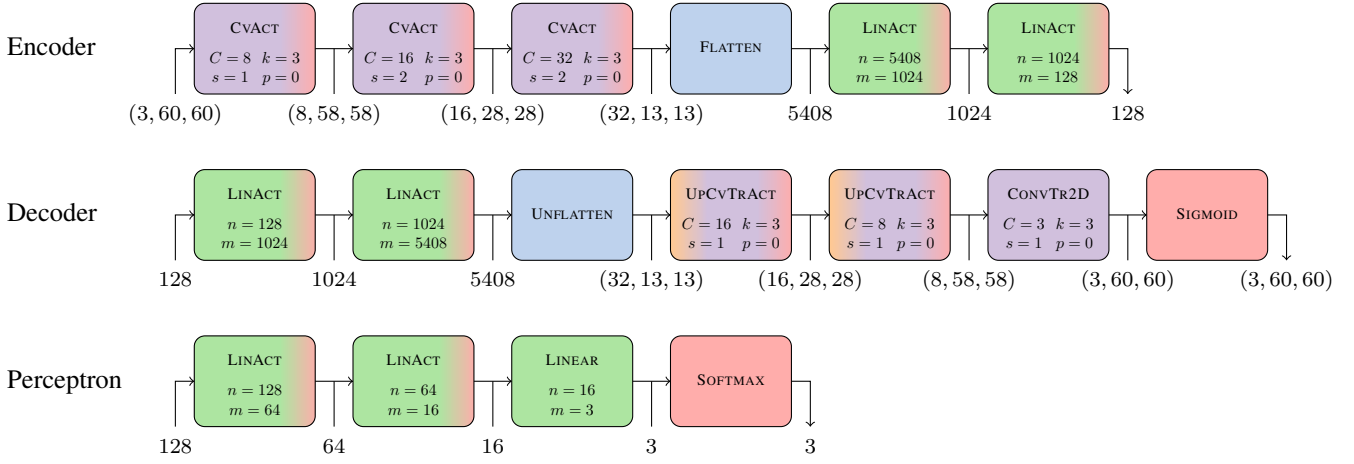 Encoder
CVACT
C = 8 k = 3
s = 1 p = 0
CVACT
C = 16 k = 3
s = 2 p = 0
CVACT
C = 32 k = 3
s = 2 p = 0
FLATTEN
LINACT
n = 5408
m = 1024
LINACT
n = 1024
m = 128
(3, 60, 60)
(8, 58, 58)
(16, 28, 28)
(32, 13, 13)
5408
1024
128
Decoder
LINACT
n = 128
m = 1024
LINACT
n = 1024
m = 5408
UNFLATTEN
UPCVTRACT
C = 16 k = 3
s = 1 p = 0
UPCVTRACT
C = 8 k = 3
s = 1 p = 0
CONVTR2D
C = 3 k = 3
s = 1 p = 0
SIGMOID
128
1024
5408
(32, 13, 13)
(16, 28, 28)
(8, 58, 58)
(3, 60, 60)
(3, 60, 60)
Perceptron
LINACT
n = 128
m = 64
LINACT
n = 64
m = 16
LINEAR
n = 16
m = 3
SOFTMAX
128
64
16
3
3